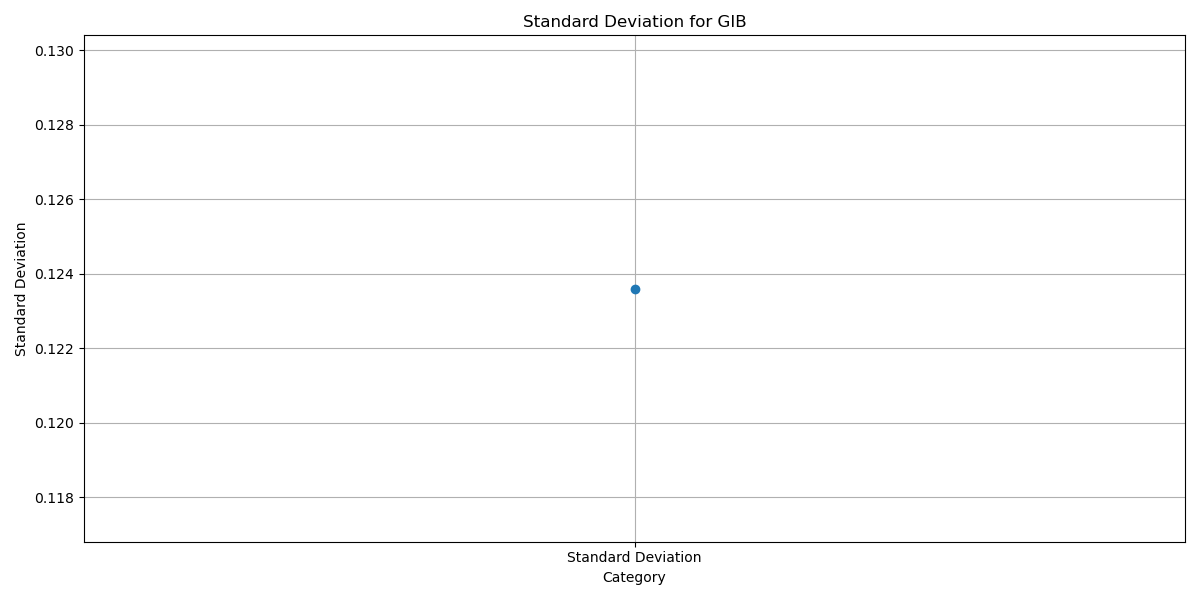 Standard Deviation for GIB
0.130
0.128
0.126
0.124
0.122
0.120
0.118
Standard Deviation
Standard Deviation
Category